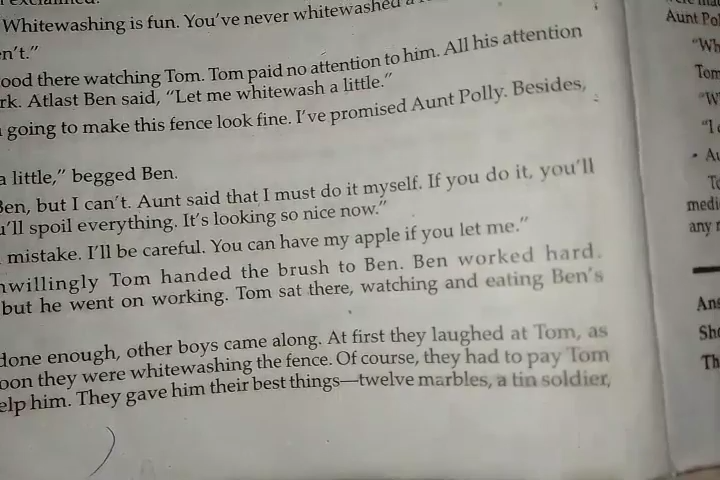 Whitewashing is fun. You've never whitewashed a
n't."
ood there watching Tom. Tom paid no attention to him. All his attention
rk. Atlast Ben said, "Let me whitewash a little."
going to make this fence look fine. I've promised Aunt Polly. Besides,
a little," begged Ben.
Ben, but I can't. Aunt said that I must do it myself. If you do it, you'll
u'll spoil everything. It's looking so nice now."
mistake. I'll be careful. You can have my apple if you let me."
nwillingly Tom handed the brush to Ben. Ben worked hard.
but he went on working. Tom sat there, watching and eating Ben's
done enough, other boys came along. At first they laughed at Tom, as
oon they were whitewashing the fence. Of course, they had to pay Tom
elp him. They gave him their best things—twelve marbles, a tin soldier,
Aunt Pol
"Wh
Tom
"W
"I
Au
To
medi
any
Ans
Sho
Th